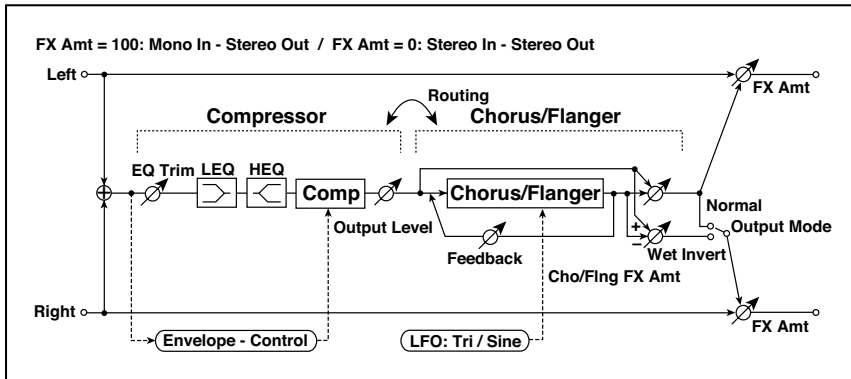 FX Amt = 100: Mono In - Stereo Out / FX Amt = 0: Stereo In - Stereo Out
Left
FX Amt
Routing
Compressor
Chorus/Flanger
EQ Trim
LEQ
HEQ
Comp
Chorus/Flanger
Normal
Output Level
+
−
Output Mode
Wet Invert
Feedback
Cho/Flng FX Amt
Right
FX Amt
Envelope - Control
LFO: Tri / Sine